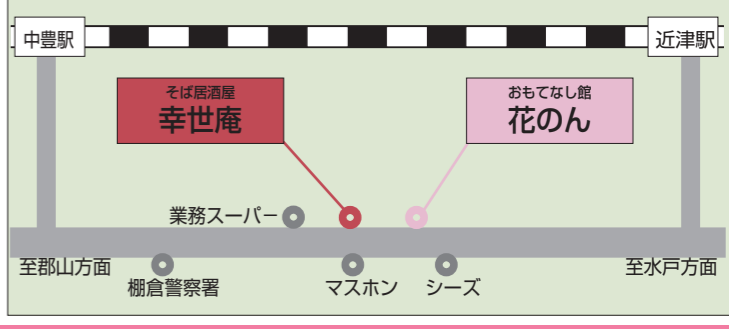 中豊駅
近津駅
そば居酒屋
幸世庵
おもてなし館
花のん
業務スーパー
至郡山方面
棚倉警察署
マスホン
シーズ
至水戸方面